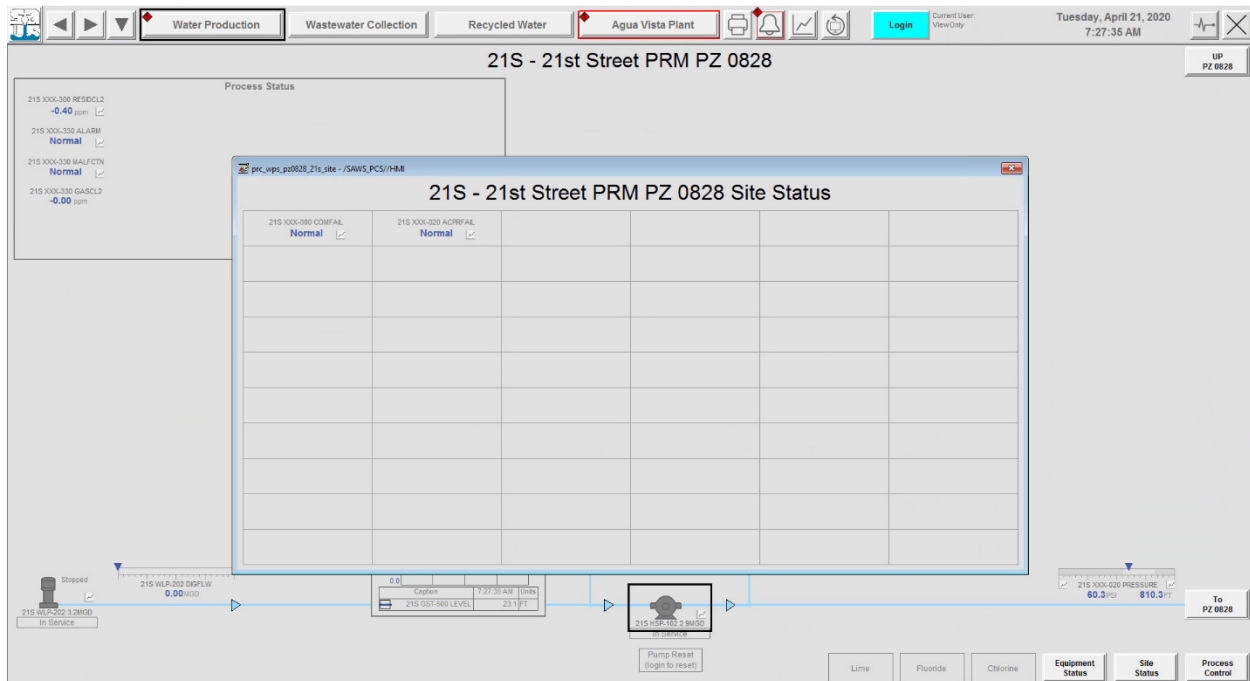 Water Production
Wastewater Collection
Recycled Water
Agua Vista Plant
Login
Current User:
ViewOnly
Tuesday, April 21, 2020
7:27:35 AM
21S - 21st Street PRM PZ 0828
UP
PZ 0828
Process Status
21S XXX-300 RESIDCL2
-0.40 ppm
21S XXX-330 ALARM
Normal
21S XXX-330 MALFCTN
Normal
21S XXX-330 GASCL2
-0.00 ppm
prc_wps_pz0828_21s_site - /SAWS_PCS//HMI
21S - 21st Street PRM PZ 0828 Site Status
21S XXX-000 COMFAIL
Normal
21S XXX-020 ACPRFAIL
Normal
Stopped
21S WLP-202 3.2MGD
In Service
21S WLP-202 DIGFLW
0.00 MGD
0.0
Caption 7:27:35 AM Units
21S GST-500 LEVEL 23.1 FT
21S HSP-102 2.9MGD
In Service
Pump Reset
(login to reset)
21S XXX-020 PRESSURE
60.3 PSI 810.3 FT
To
PZ 0828
Lime
Fluoride
Chlorine
Equipment
Status
Site
Status
Process
Control